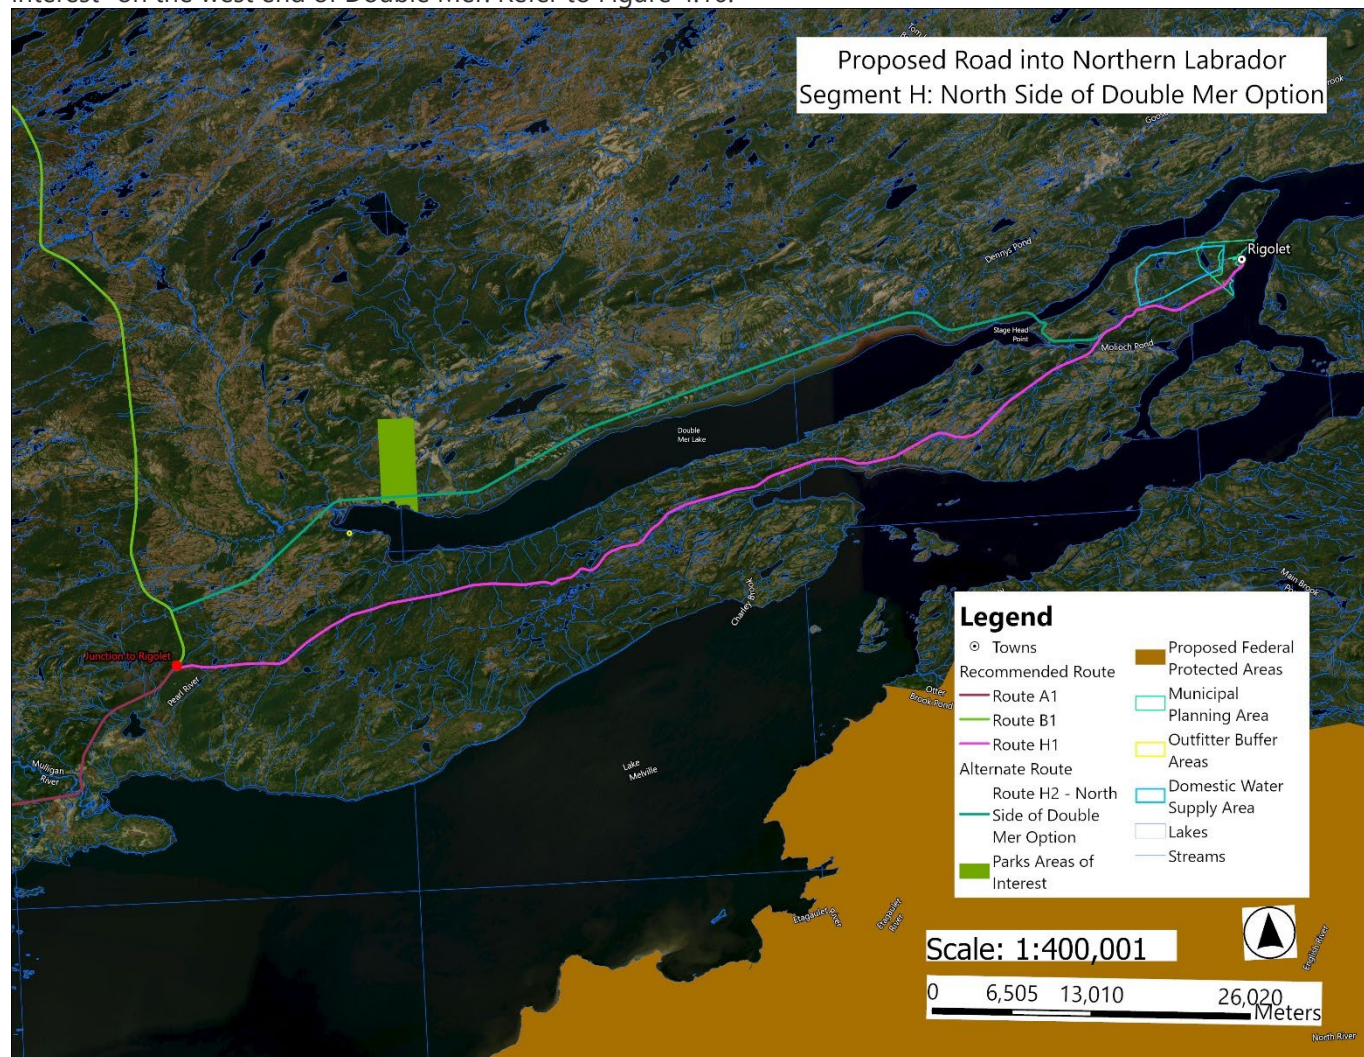 Proposed Road into Northern Labrador
Segment H: North Side of Double Mer Option
Dennys Pond
Rigolet
Stage Head
Point
Molioch Pond
Double
Mer Lake
Junction to Rigolet
Pearl River
Charley Brook
Main Brook
Mulligan
River
Otter
Brook Pond
Lake
Melville
Legend
Towns
Recommended Route
Route A1
Route B1
Route H1
Alternate Route
Route H2 - North
Side of Double
Mer Option
Parks Areas of
Interest
Proposed Federal
Protected Areas
Municipal
Planning Area
Outfitter Buffer
Areas
Domestic Water
Supply Area
Lakes
Streams
Etagaulet
River
Etagaulet
River
English River
Scale: 1:400,001
0 6,505 13,010 26,020
Meters
North River